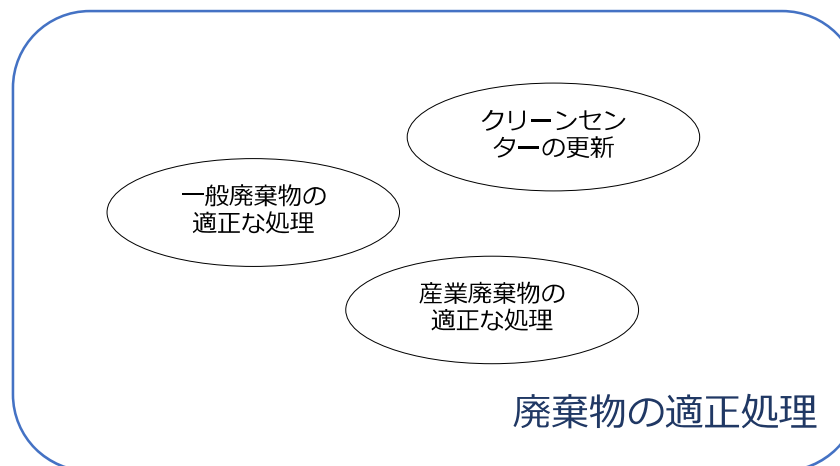 クリーンセン
ターの更新
一般廃棄物の
適正な処理
産業廃棄物の
適正な処理
廃棄物の適正処理